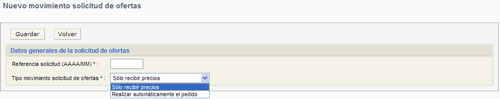 Nuevo movimiento solicitud de ofertas
Guardar Volver
Datos generales de la solicitud de ofertas
Referencia solicitud (AAAA/MM) * :
Tipo movimiento solicitud de ofertas * : Sólo recibir precios
Sólo recibir precios
Realizar automáticamente el pedido